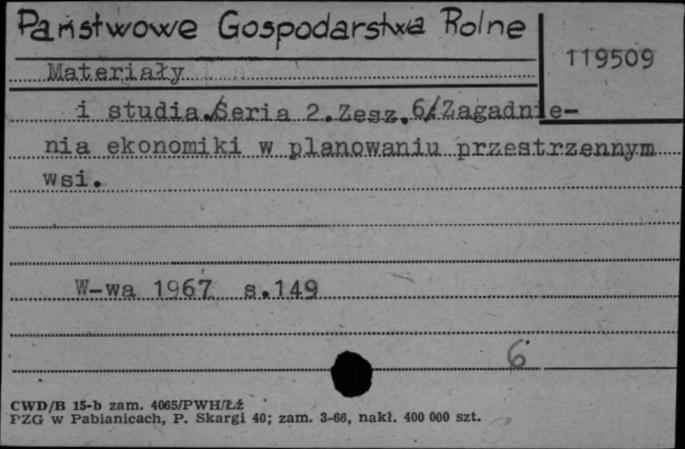 Państwowe Gospodarstwa Rolne
119509
Materiały
i studia./Seria 2.Zesz.6/Zagadnie-
nia ekonomiki w planowaniu przestrzennym
wsi.
W-wa 1967 s.149
6
CWD/B 15-b zam. 4065/PWH/Łź
PZG w Pabianicach, P. Skargi 40; zam. 3-66, nakł. 400 000 szt.